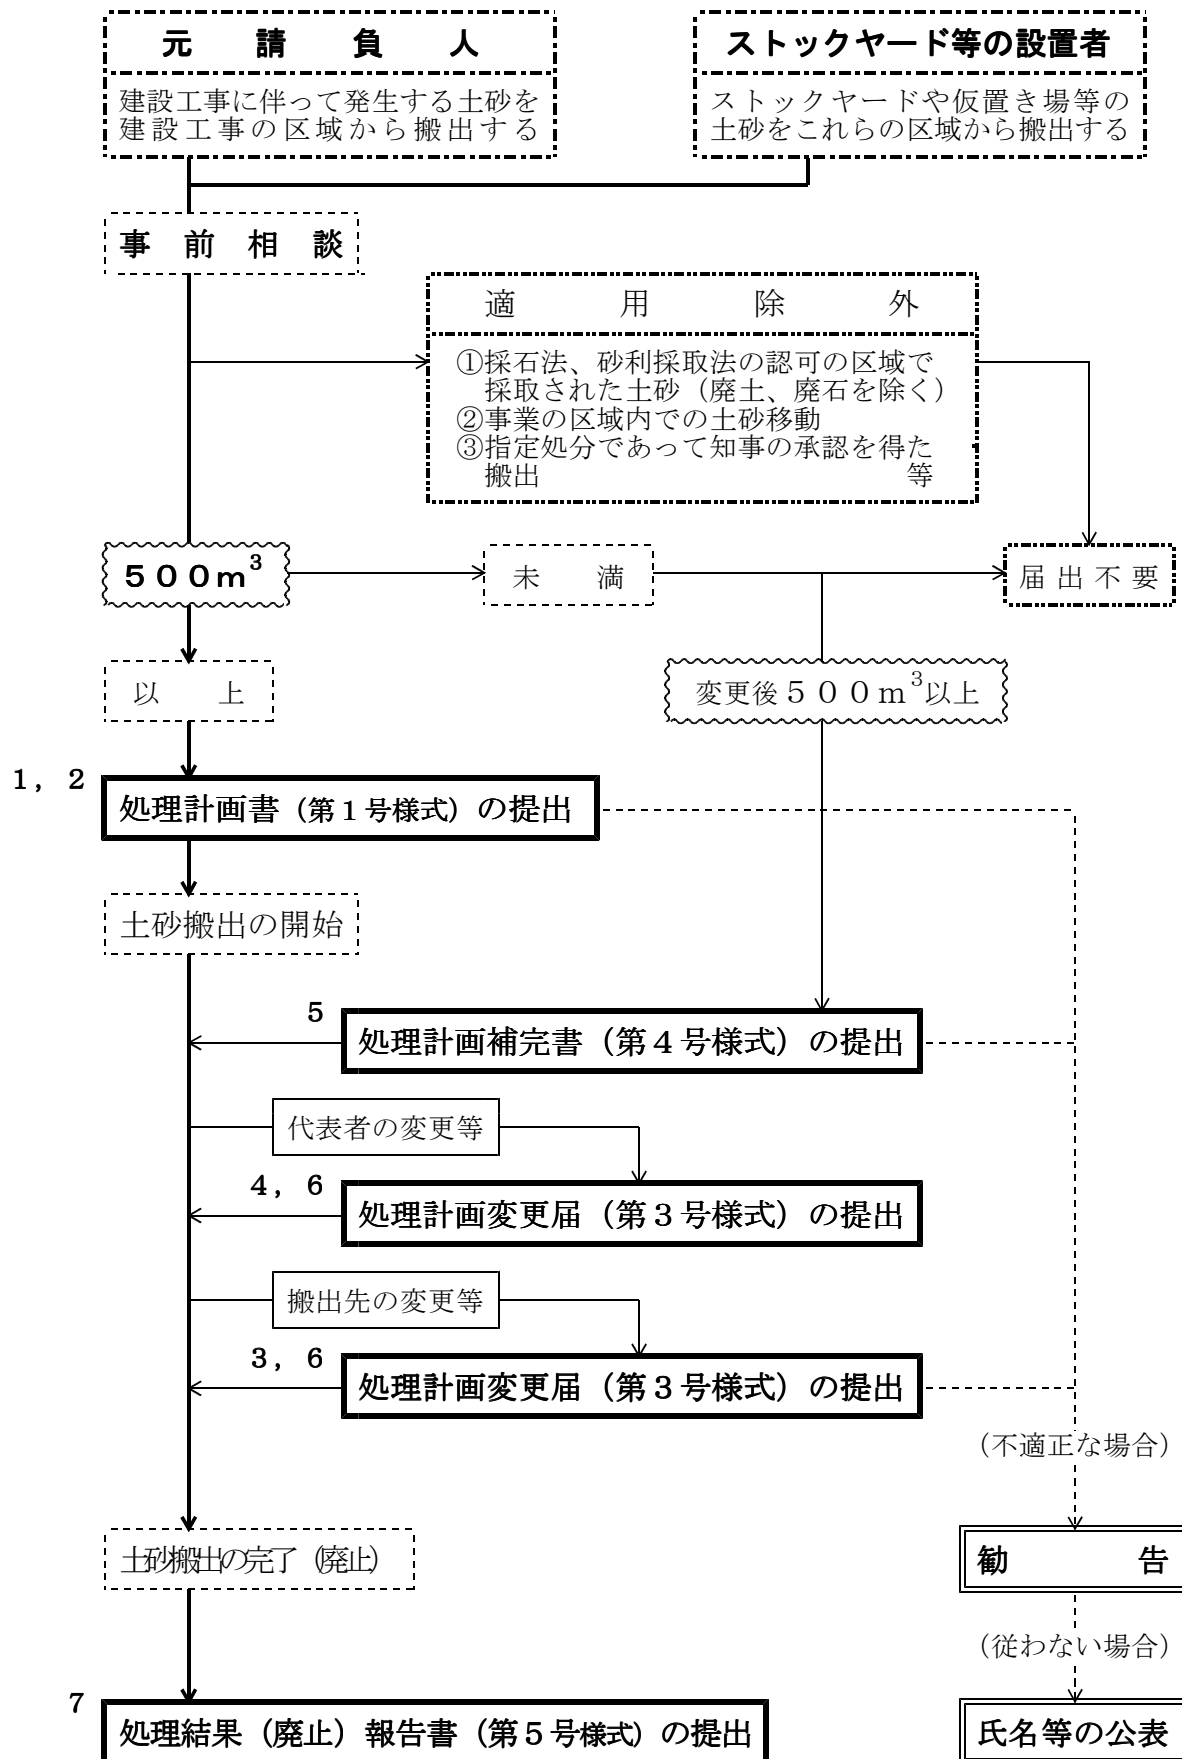 元請負人
ストックヤード等の設置者
建設工事に伴って発生する土砂を
建設工事の区域から搬出する
ストックヤードや仮置き場等の
土砂をこれらの区域から搬出する
事前相談
適用除外
①採石法、砂利採取法の認可の区域で
採取された土砂（廃土、廃石を除く）
②事業の区域内での土砂移動
③指定処分であって知事の承認を得た
搬出 等
５００ｍ³
未満
届出不要
以上
変更後５００ｍ³以上
1, 2
処理計画書（第１号様式）の提出
土砂搬出の開始
5
処理計画補完書（第４号様式）の提出
代表者の変更等
4, 6
処理計画変更届（第３号様式）の提出
搬出先の変更等
3, 6
処理計画変更届（第３号様式）の提出
（不適正な場合）
土砂搬出の完了（廃止）
勧告
（従わない場合）
7
処理結果（廃止）報告書（第５号様式）の提出
氏名等の公表